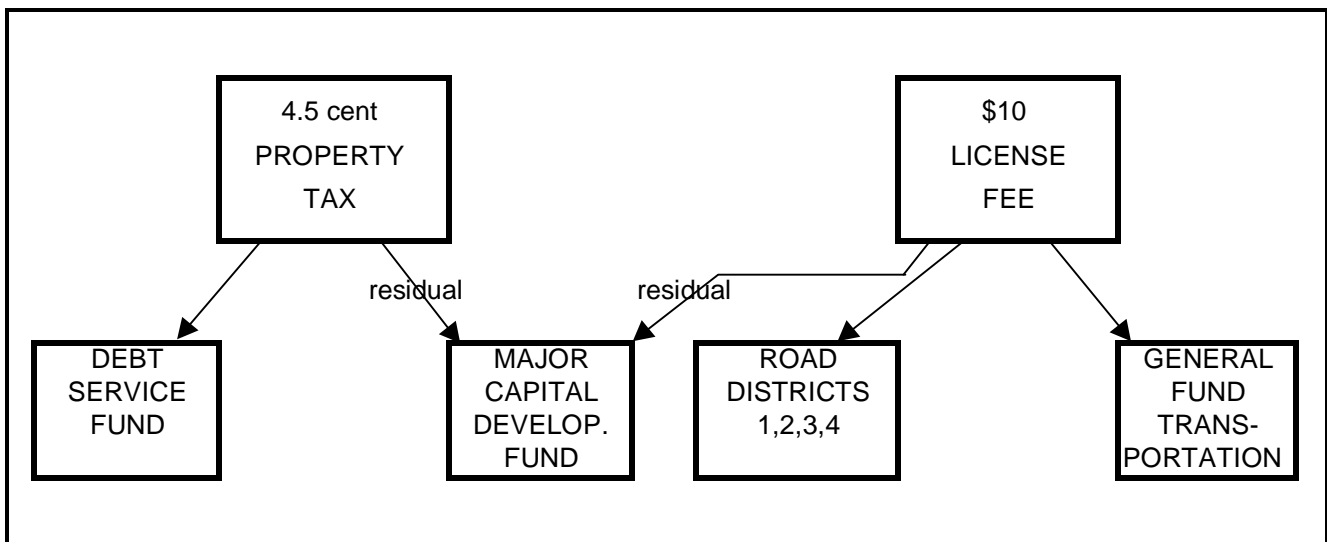 4.5 cent
PROPERTY
TAX
$10
LICENSE
FEE
residual
residual
DEBT
SERVICE
FUND
MAJOR
CAPITAL
DEVELOP.
FUND
ROAD
DISTRICTS
1,2,3,4
GENERAL
FUND
TRANS-
PORTATION